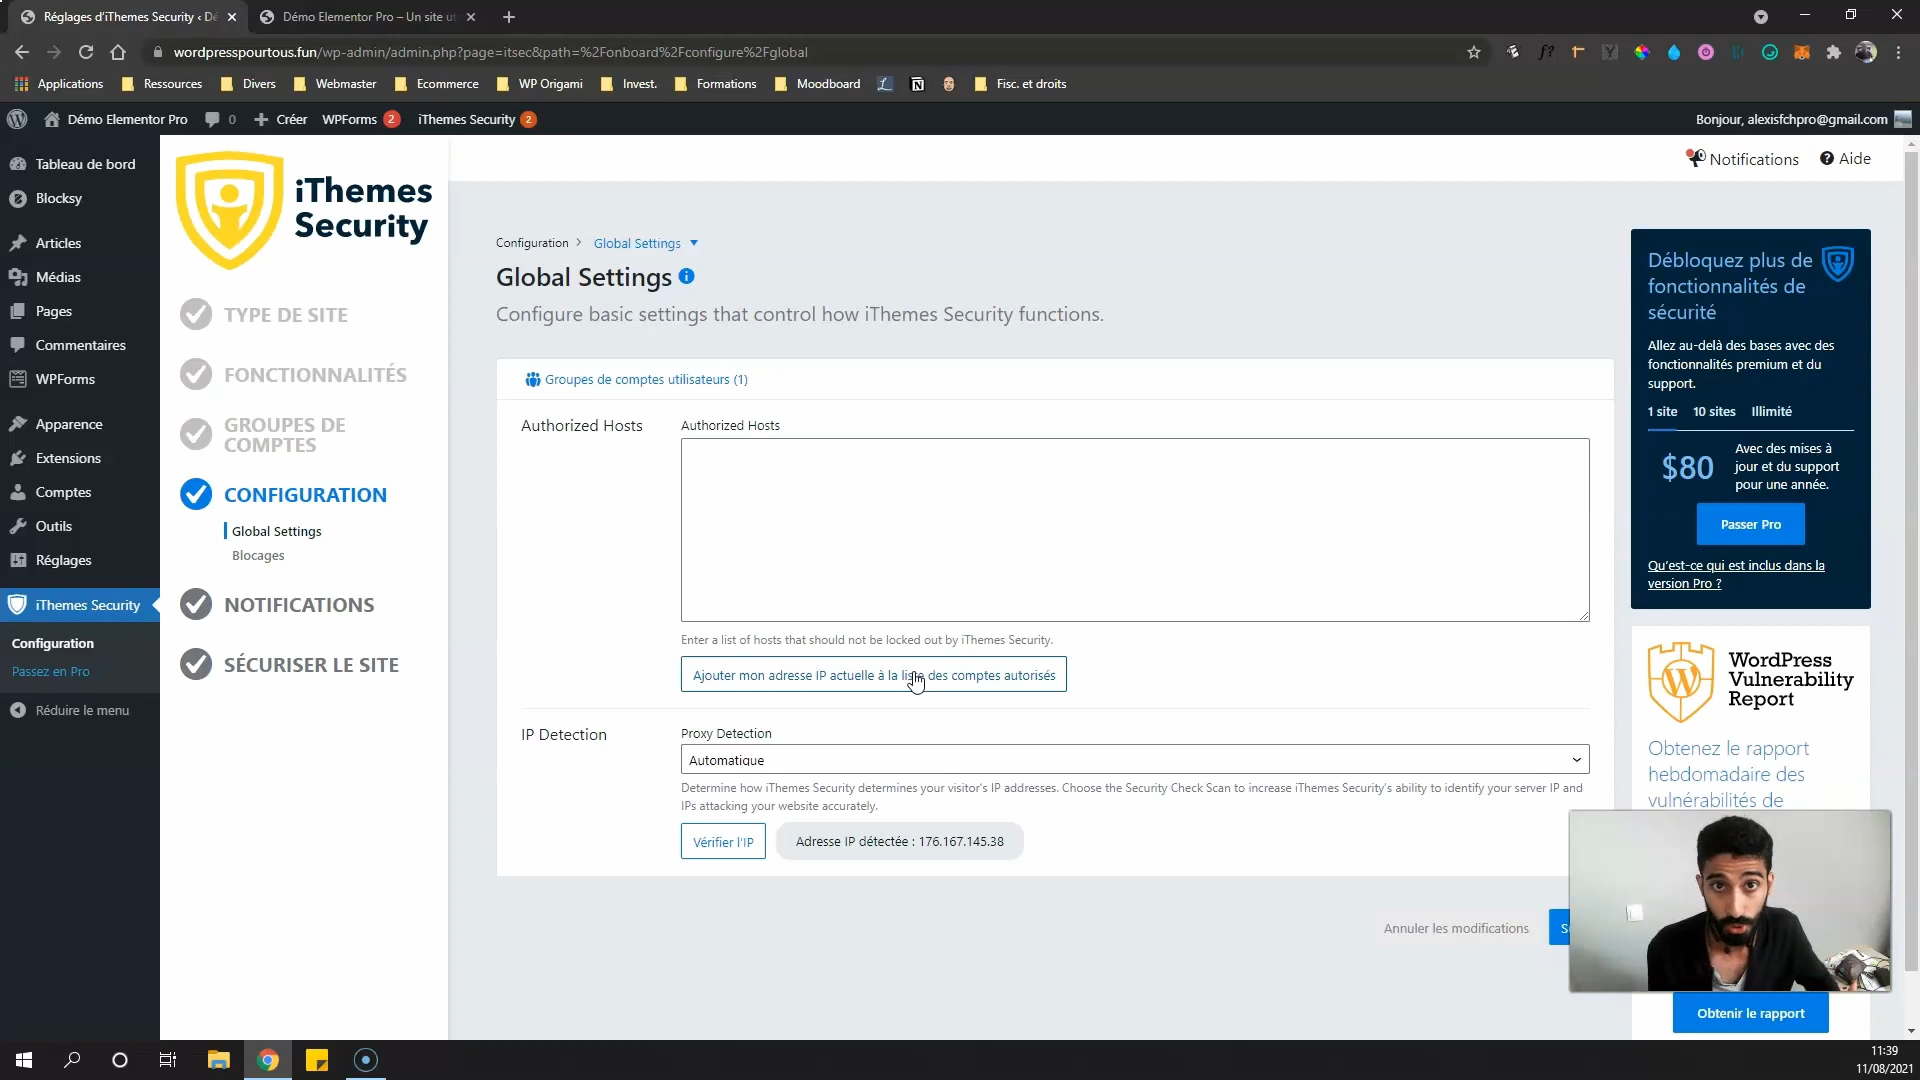 Réglages d'iThemes Security ‹ Dé
Démo Elementor Pro – Un site ut
wordpresspourtous.fun/wp-admin/admin.php?page=itsec&path=%2Fonboard%2Fconfigure%2Fglobal
Applications
Ressources
Divers
Webmaster
Ecommerce
WP Origami
Invest.
Formations
Moodboard
Fisc. et droits
Démo Elementor Pro
0
Créer
WPForms 2
iThemes Security 2
Bonjour, alexisfchpro@gmail.com
Tableau de bord
Blocksy
Articles
Médias
Pages
Commentaires
WPForms
Apparence
Extensions
Comptes
Outils
Réglages
iThemes Security
Configuration
Passez en Pro
Réduire le menu
iThemes
Security
TYPE DE SITE
FONCTIONNALITÉS
GROUPES DE
COMPTES
CONFIGURATION
Global Settings
Blocages
NOTIFICATIONS
SÉCURISER LE SITE
Notifications
Aide
Configuration > Global Settings
Global Settings
Configure basic settings that control how iThemes Security functions.
Groupes de comptes utilisateurs (1)
Authorized Hosts
Authorized Hosts
Enter a list of hosts that should not be locked out by iThemes Security.
Ajouter mon adresse IP actuelle à la liste des comptes autorisés
IP Detection
Proxy Detection
Automatique
Determine how iThemes Security determines your visitor's IP addresses. Choose the Security Check Scan to increase iThemes Security's ability to identify your server IP and
IPs attacking your website accurately.
Vérifier l'IP
Adresse IP détectée : 176.167.145.38
Annuler les modifications
Débloquez plus de
fonctionnalités de
sécurité
Allez au-delà des bases avec des
fonctionnalités premium et du
support.
1 site 10 sites Illimité
$80
Avec des mises à
jour et du support
pour une année.
Passer Pro
Qu'est-ce qui est inclus dans la
version Pro ?
WordPress
Vulnerability
Report
Obtenez le rapport
hebdomadaire des
vulnérabilités de
Obtenir le rapport
11:39
11/08/2021